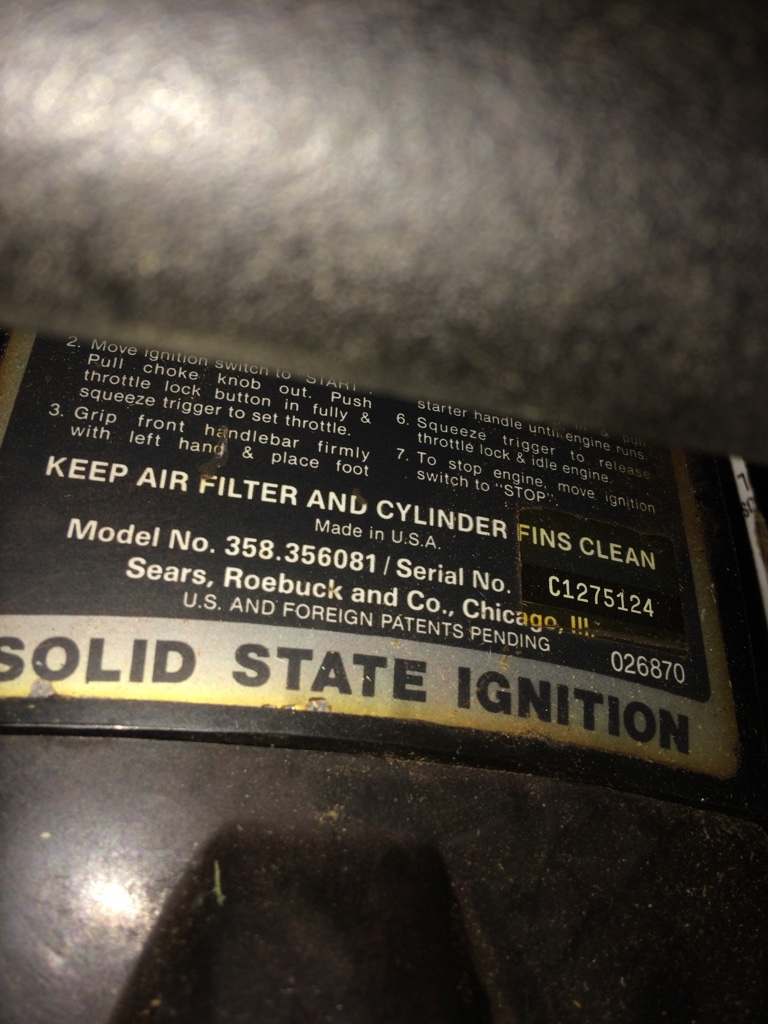 2. Move ignition switch to "START
Pull choke knob out. Push
throttle lock button in fully &
squeeze trigger to set throttle.
3. Grip front handlebar firmly
with left hand & place foot
& pull
starter handle until engine runs.
6. Squeeze trigger to release
throttle lock & idle engine.
7. To stop engine, move ignition
switch to "STOP".
KEEP AIR FILTER AND CYLINDER FINS CLEAN
Made in U.S.A.
Model No. 358.356081 / Serial No. C1275124
Sears, Roebuck and Co., Chicago, Ill.
U.S. AND FOREIGN PATENTS PENDING
026870
SOLID STATE IGNITION